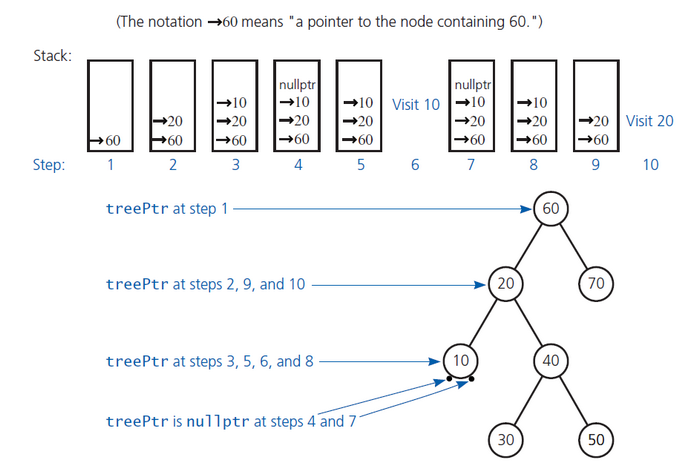 (The notation →60 means "a pointer to the node containing 60.")
Stack:
nullptr nullptr
→10 →10 →10 Visit 10 →10 →10
→20 →20 →20 →20 →20 →20 →20 Visit 20
→60 →60 →60 →60 →60 →60 →60 →60
Step: 1 2 3 4 5 6 7 8 9 10
treePtr at step 1
60
treePtr at steps 2, 9, and 10
20 70
treePtr at steps 3, 5, 6, and 8
10 40
treePtr is nullptr at steps 4 and 7
30 50